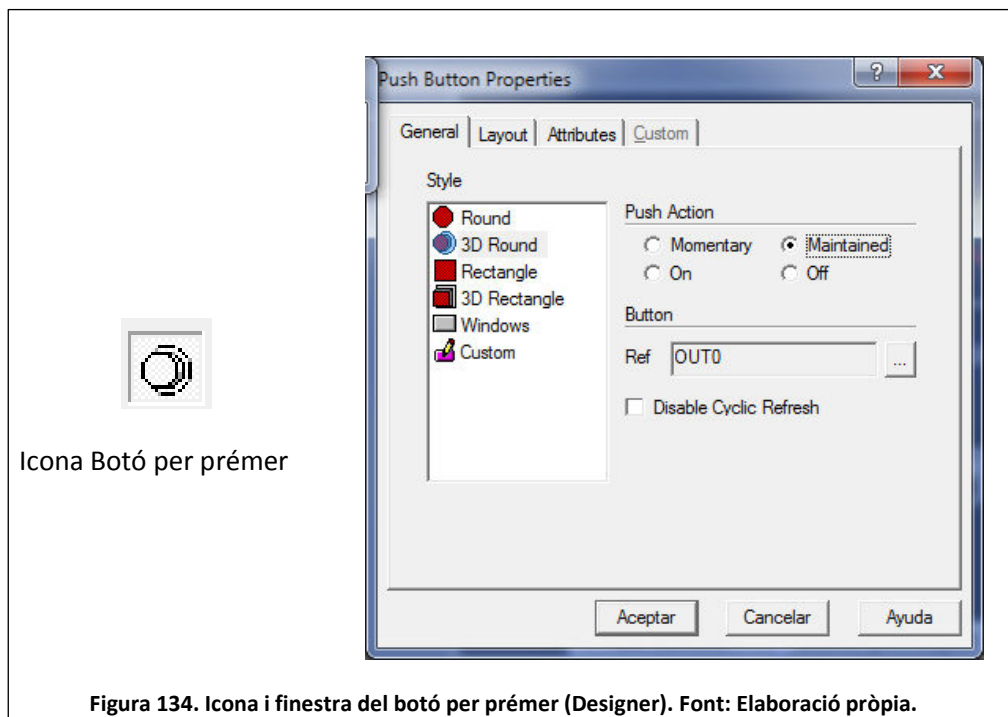 Push Button Properties
?
X
General
Layout
Attributes
Custom
Style
Round
3D Round
Rectangle
3D Rectangle
Windows
Custom
Push Action
Momentary
Maintained
On
Off
Button
Ref
OUT0
...
Disable Cyclic Refresh
Icona Botó per prémer
Aceptar
Cancelar
Ayuda
Figura 134. Icona i finestra del botó per prémer (Designer). Font: Elaboració pròpia.